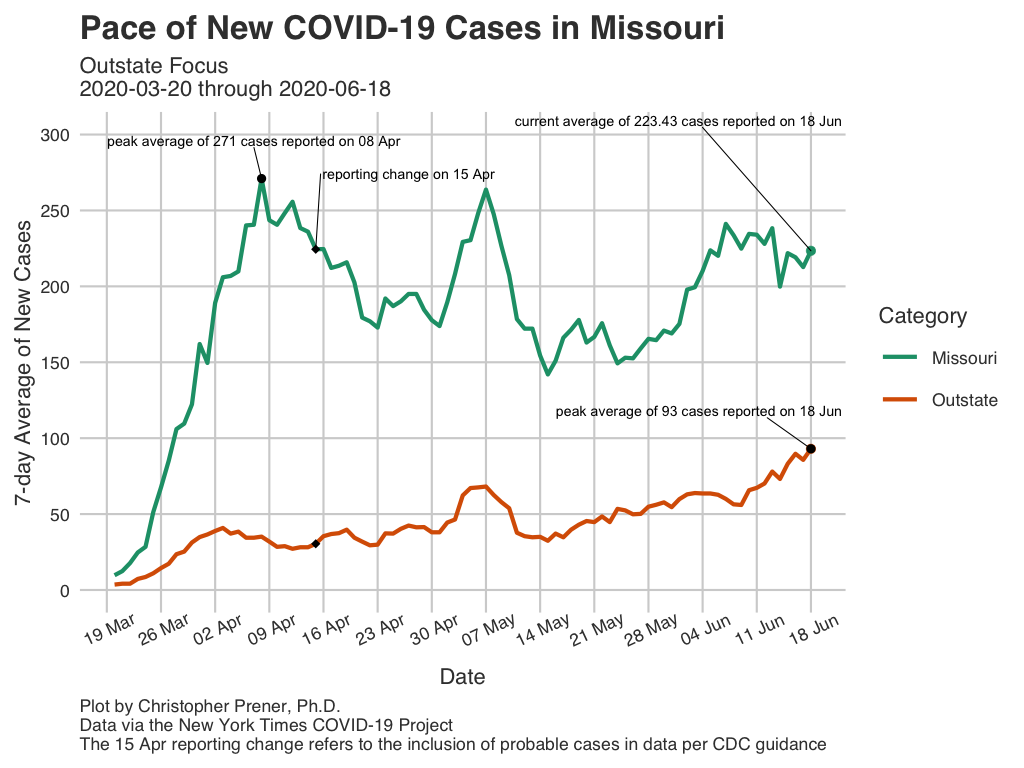 Pace of New COVID-19 Cases in Missouri
Outstate Focus
2020-03-20 through 2020-06-18
current average of 223.43 cases reported on 18 Jun
peak average of 271 cases reported on 08 Apr
reporting change on 15 Apr
peak average of 93 cases reported on 18 Jun
7-day Average of New Cases
300
250
200
150
100
50
0
19 Mar
26 Mar
02 Apr
09 Apr
16 Apr
23 Apr
30 Apr
07 May
14 May
21 May
28 May
04 Jun
11 Jun
18 Jun
Date
Category
Missouri
Outstate
Plot by Christopher Prener, Ph.D.
Data via the New York Times COVID-19 Project
The 15 Apr reporting change refers to the inclusion of probable cases in data per CDC guidance